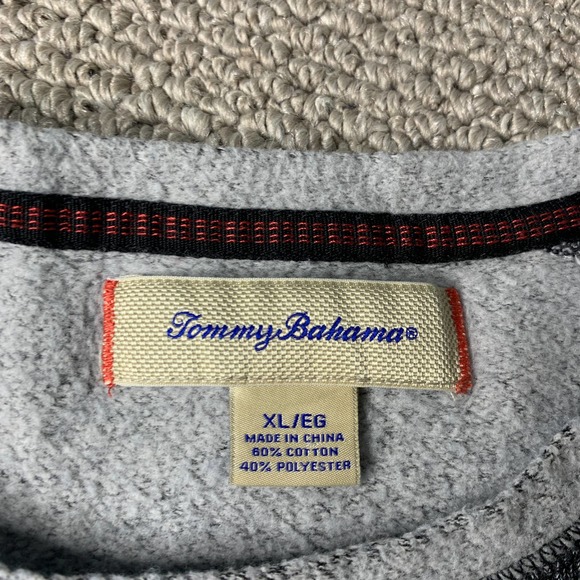 Tommy Bahama®
XL/EG
MADE IN CHINA
60% COTTON
40% POLYESTER